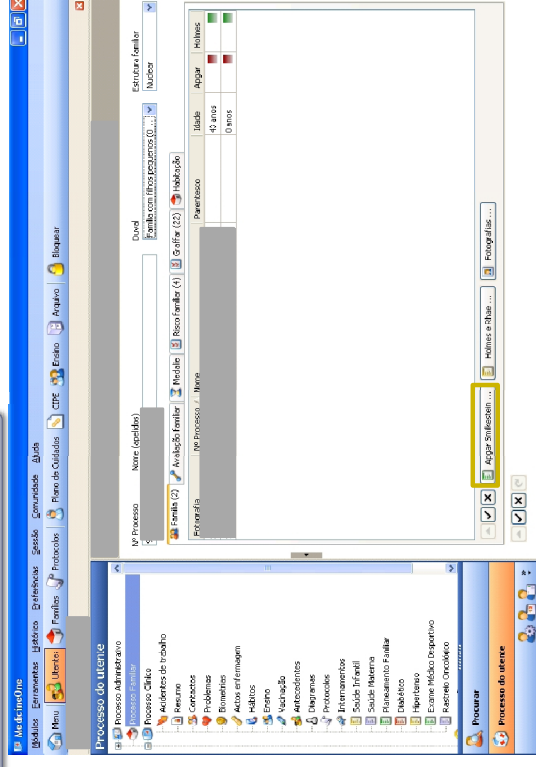 MedicineOne
Módulos Ferramentas Histórico Preferências Sessão Comunidade Ajuda
Menu Utentes Famílias Protocolos Plano de Cuidados CIPE Ensino Arquivo Bloquear
Processo do utente
Processo Administrativo
Processo Familiar
Processo Clínico
Acidentes de trabalho
Resumo
Contactos
Problemas
Biometrias
Actos enfermagem
Hábitos
Ensino
Vacinação
Antecedentes
Diagramas
Protocolos
Internamentos
Saúde Infantil
Saúde Materna
Planeamento Familiar
Diabético
Hipertenso
Exame Médico Desportivo
Rastreio Oncológico
Procurar
Processo do utente
Nº Processo Nome (apelidos) Duval Estrutura familiar
Família com filhos pequenos (0 ... Nuclear
Família (2) Avaliação familiar Medalie Risco familiar (4) Graffar (22) Habitação
Fotografia Nº Processo / Nome Parentesco Idade Apgar Holmes
40 anos
0 anos
Apgar Smilkestein ... Holmes e Rhae ... Fotografias ...